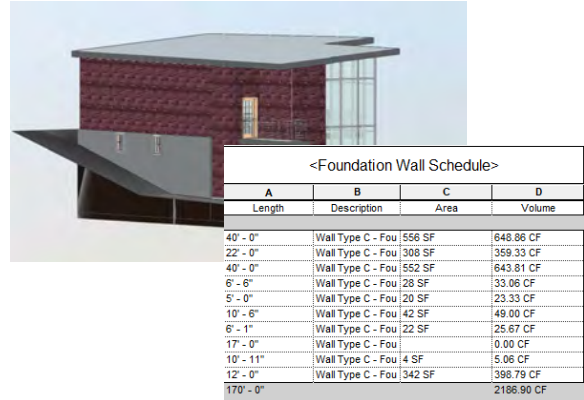 <Foundation Wall Schedule>
A B C D
Length Description Area Volume
40' - 0" Wall Type C - Fou 556 SF 648.86 CF
22' - 0" Wall Type C - Fou 308 SF 359.33 CF
40' - 0" Wall Type C - Fou 552 SF 643.81 CF
6' - 6" Wall Type C - Fou 28 SF 33.06 CF
5' - 0" Wall Type C - Fou 20 SF 23.33 CF
10' - 6" Wall Type C - Fou 42 SF 49.00 CF
6' - 1" Wall Type C - Fou 22 SF 25.67 CF
17' - 0" Wall Type C - Fou 0.00 CF
10' - 11" Wall Type C - Fou 4 SF 5.06 CF
12' - 0" Wall Type C - Fou 342 SF 398.79 CF
170' - 0" 2186.90 CF